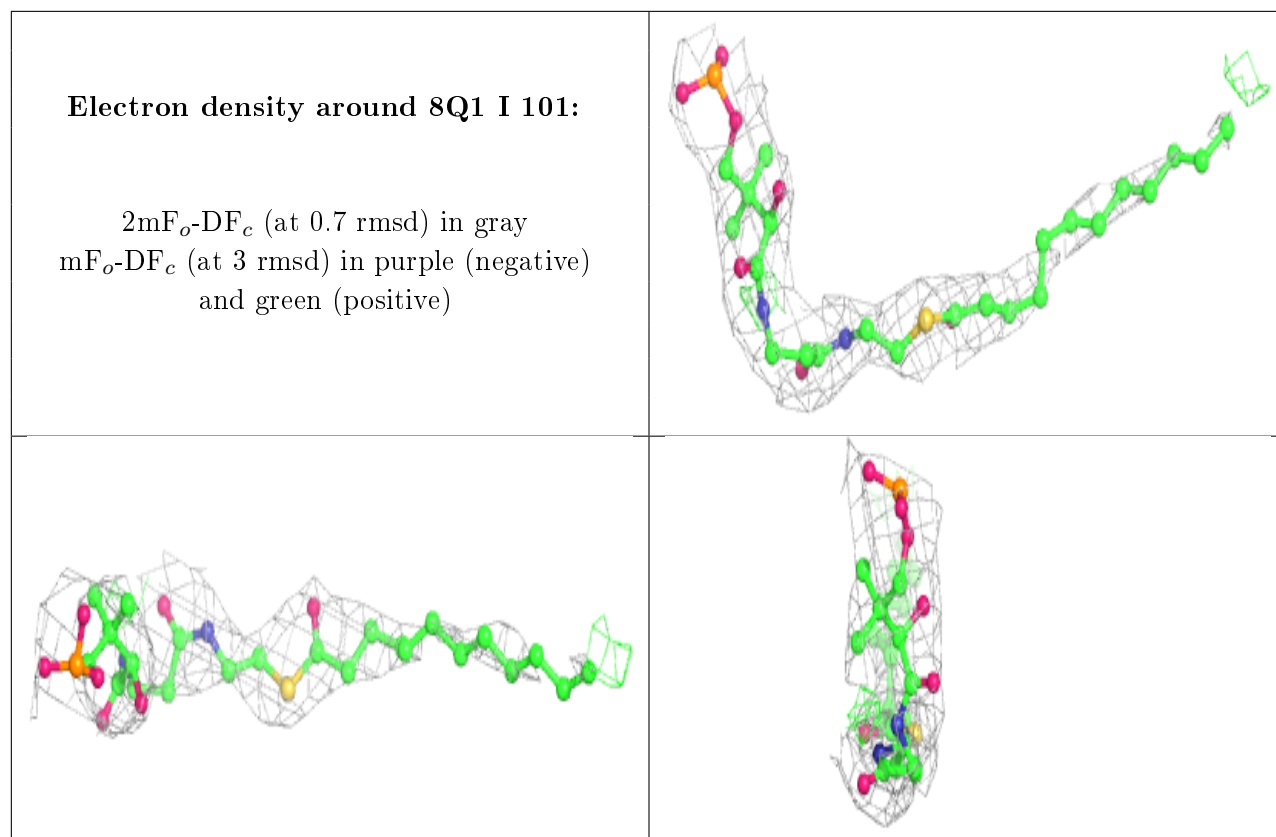 Electron density around 8Q1 I 101:
2mFo-DFc (at 0.7 rmsd) in gray
mFo-DFc (at 3 rmsd) in purple (negative)
and green (positive)